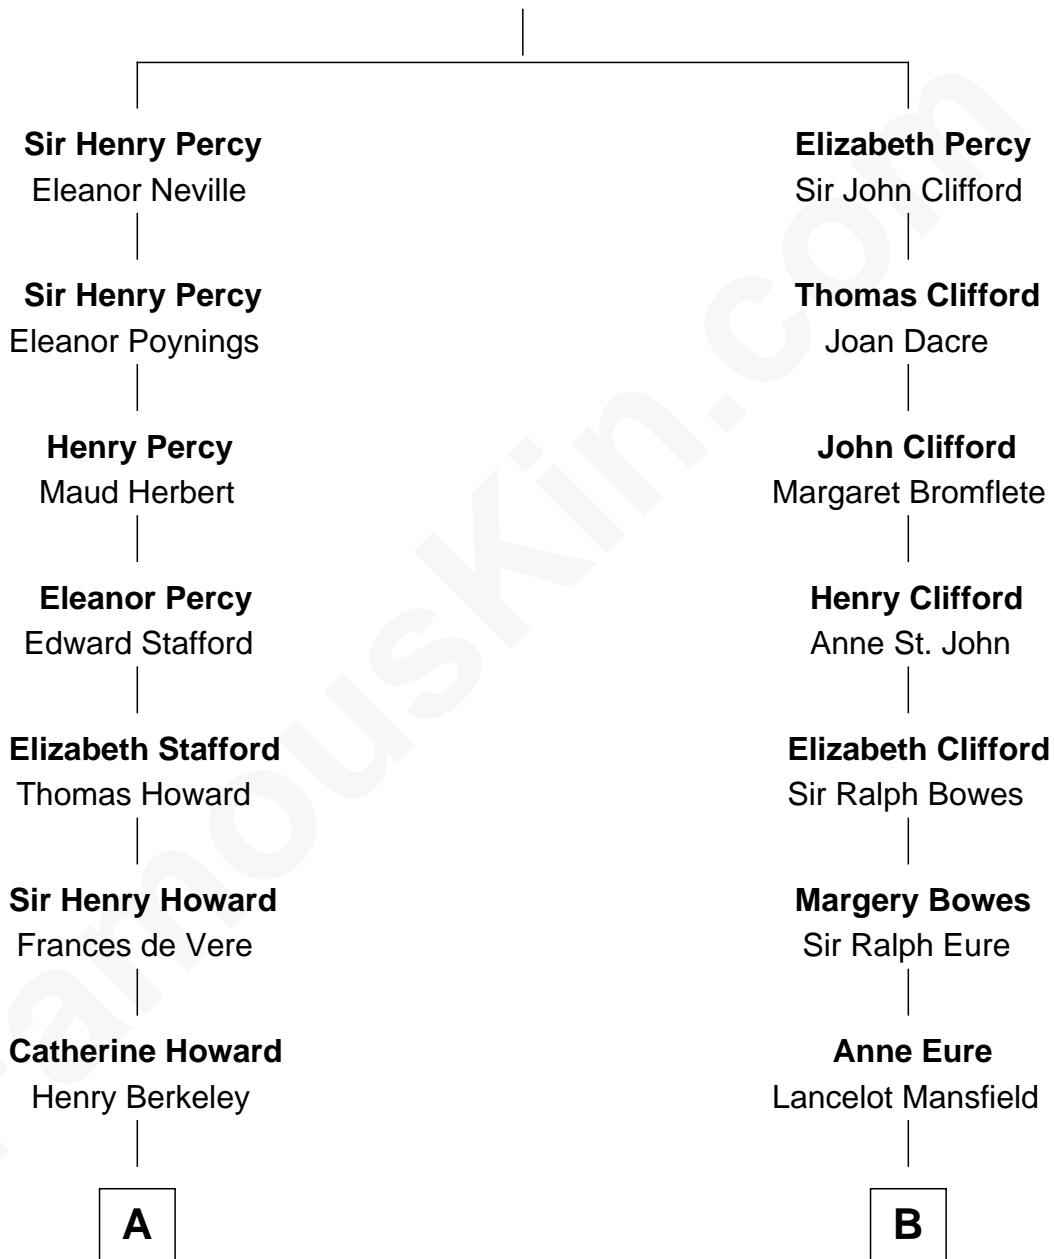 Sir Henry Percy
Eleanor Neville
Sir Henry Percy
Eleanor Poynings
Henry Percy
Maud Herbert
Eleanor Percy
Edward Stafford
Elizabeth Stafford
Thomas Howard
Sir Henry Howard
Frances de Vere
Catherine Howard
Henry Berkeley
A
Elizabeth Percy
Sir John Clifford
Thomas Clifford
Joan Dacre
John Clifford
Margaret Bromflete
Henry Clifford
Anne St. John
Elizabeth Clifford
Sir Ralph Bowes
Margery Bowes
Sir Ralph Eure
Anne Eure
Lancelot Mansfield
B
FamousKin.com